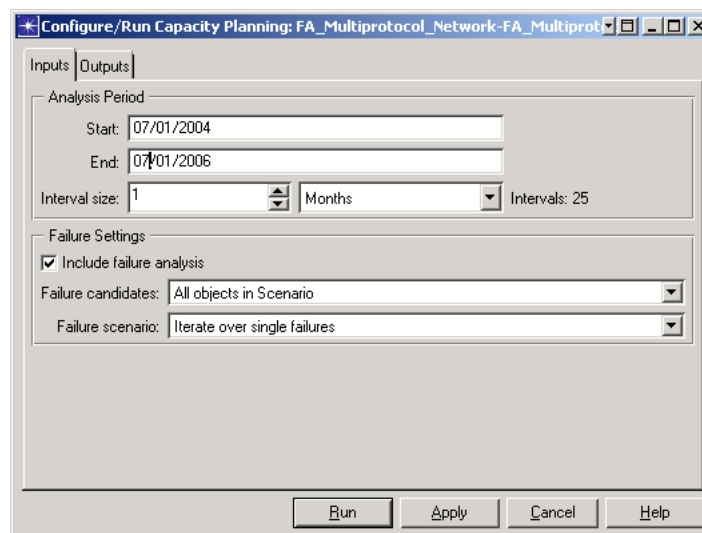 Configure/Run Capacity Planning: FA_Multiprotocol_Network-FA_Multiprot
Inputs Outputs
Analysis Period
Start: 07/01/2004
End: 07/01/2006
Interval size: 1 Months Intervals: 25
Failure Settings
Include failure analysis
Failure candidates: All objects in Scenario
Failure scenario: Iterate over single failures
Run Apply Cancel Help